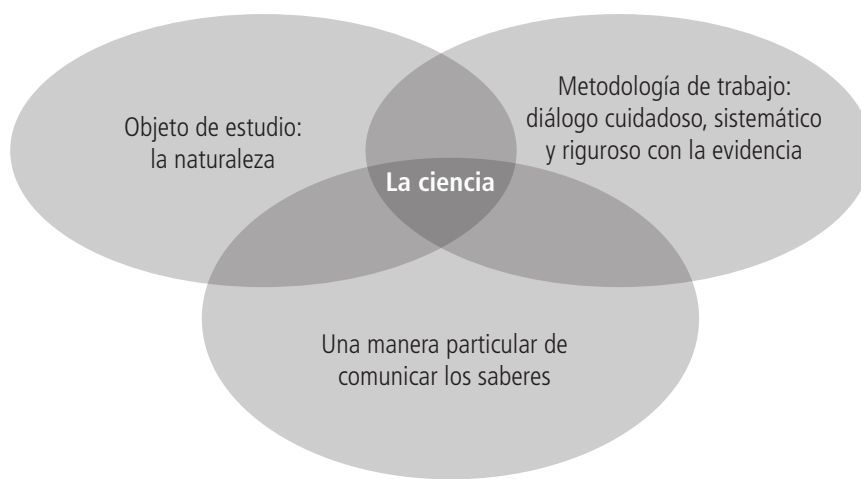 Objeto de estudio:
la naturaleza
Metodología de trabajo:
diálogo cuidadoso, sistemático
y riguroso con la evidencia
La ciencia
Una manera particular de
comunicar los saberes